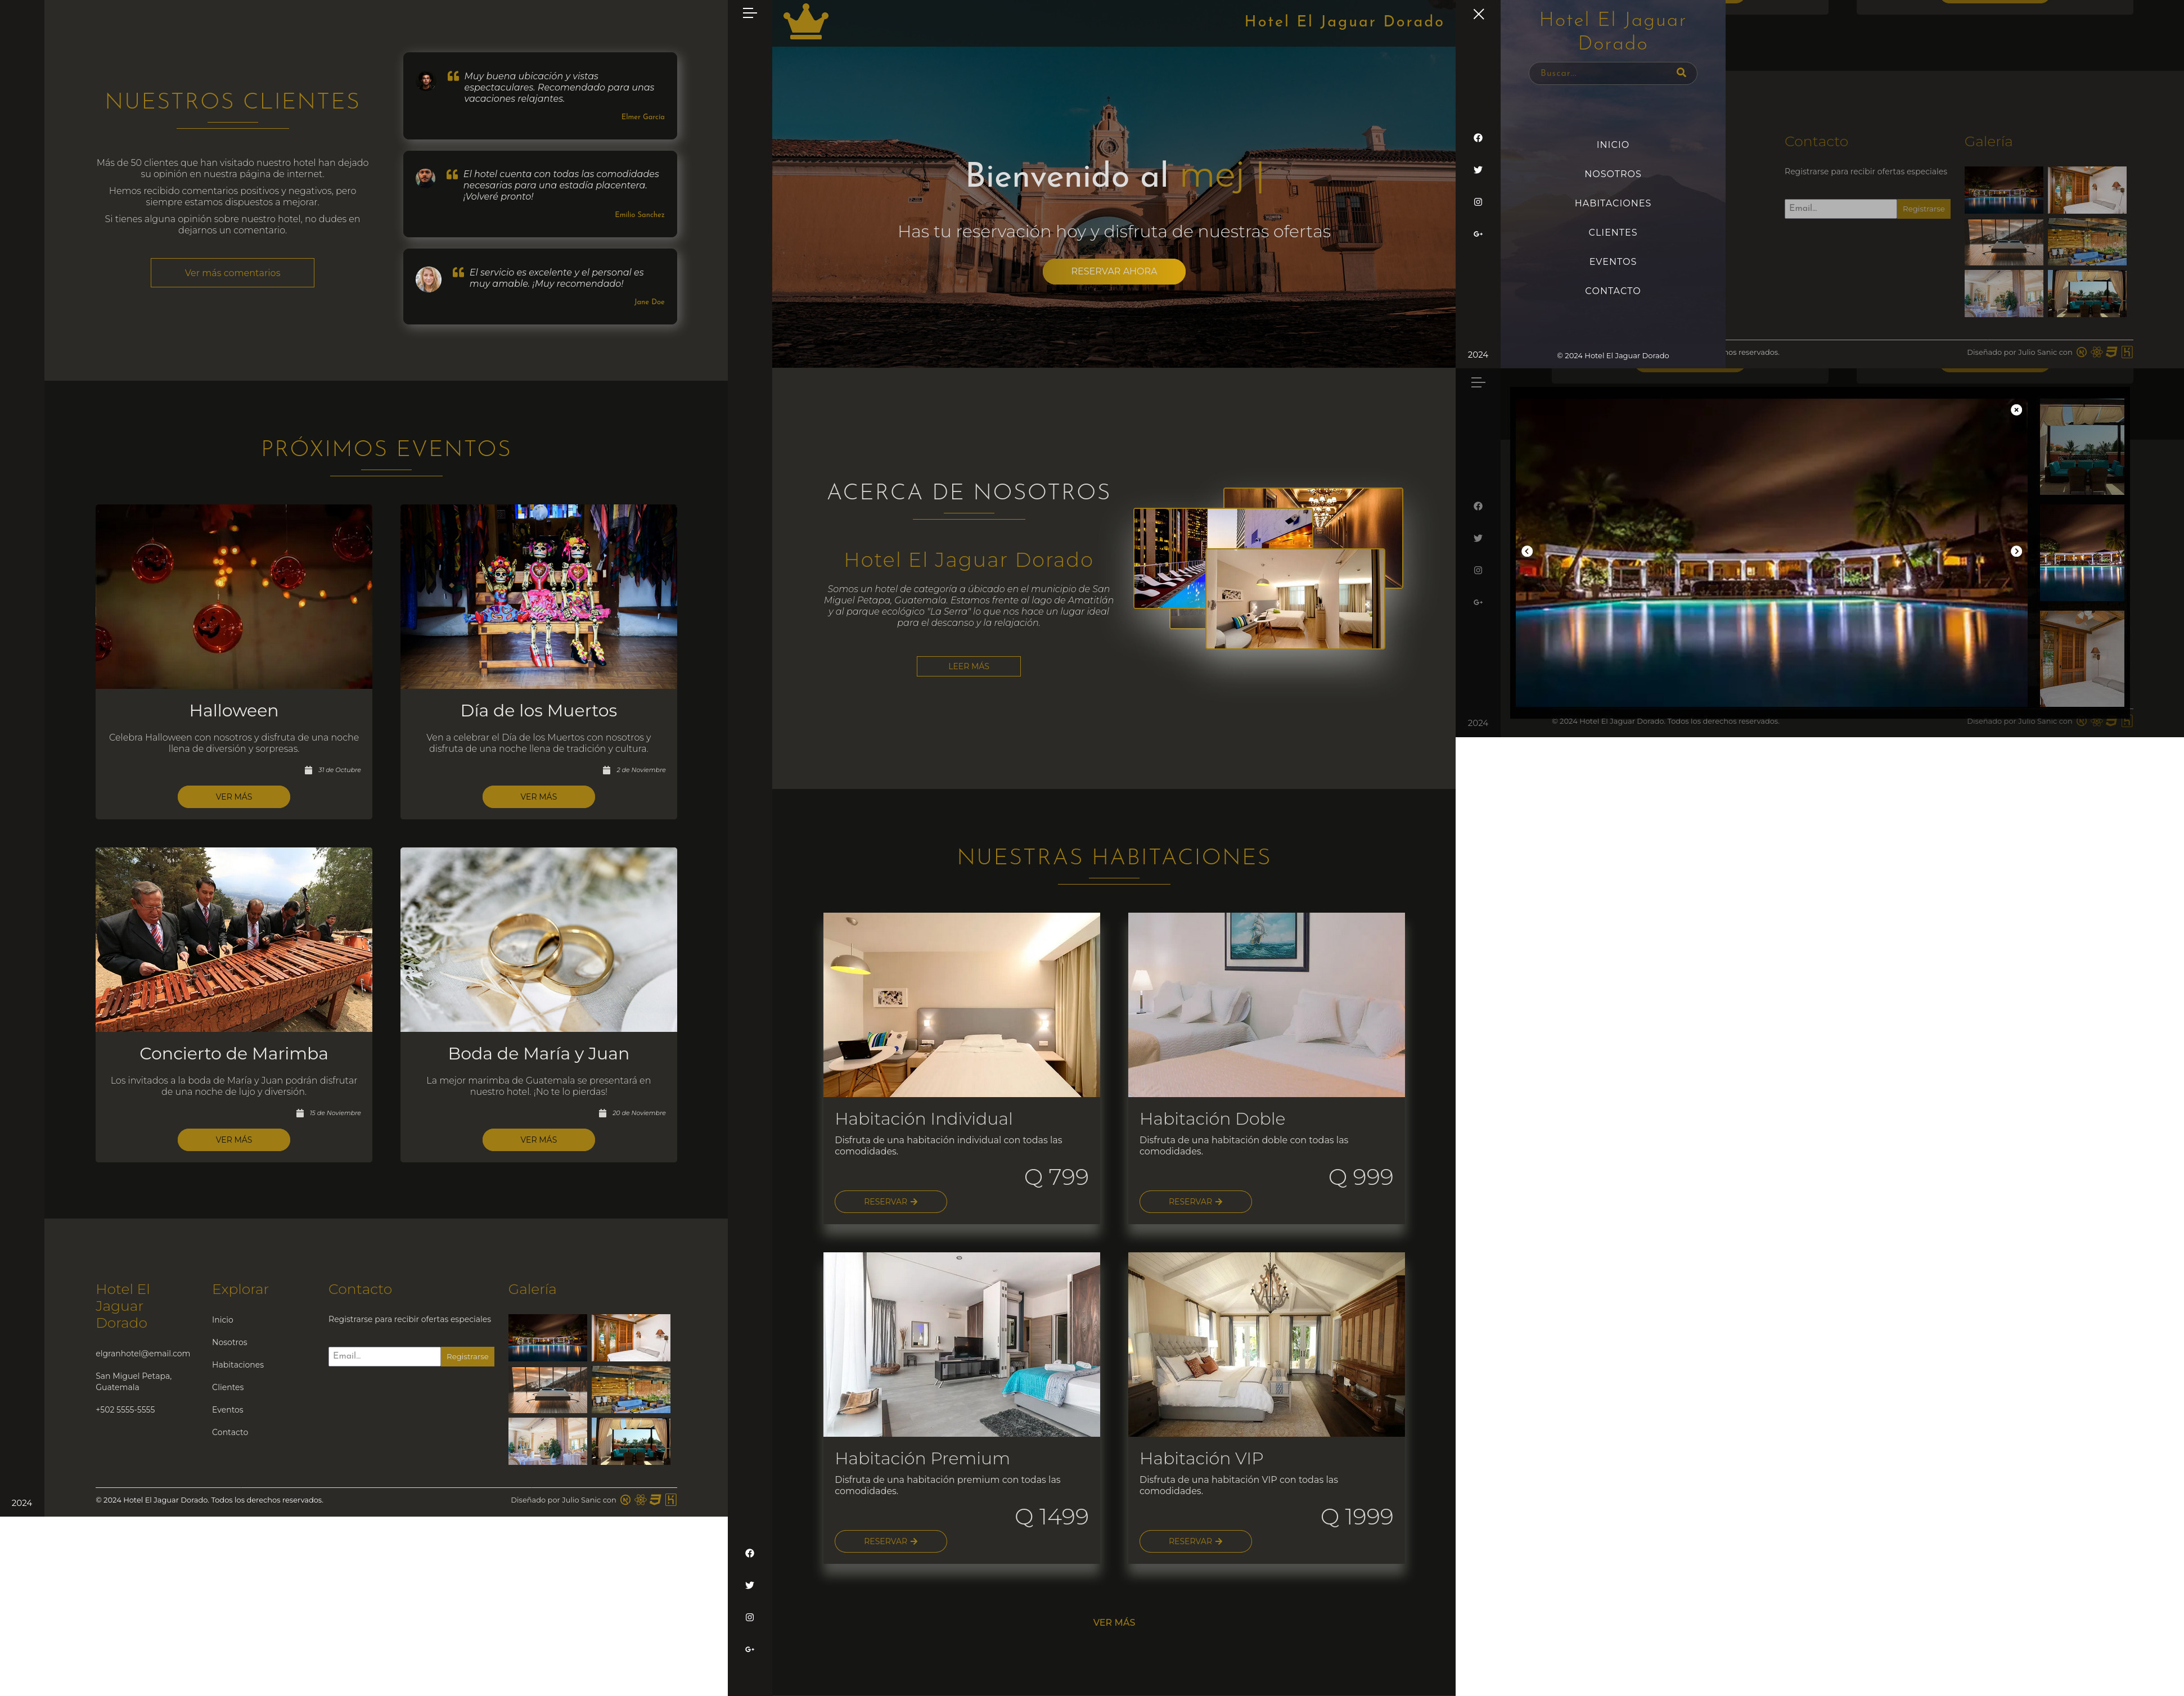 NUESTROS CLIENTES
Más de 50 clientes que han visitado nuestro hotel han dejado
su opinión en nuestra página de internet.
Hemos recibido comentarios positivos y negativos, pero
siempre estamos dispuestos a mejorar.
Si tienes alguna opinión sobre nuestro hotel, no dudes en
dejarnos un comentario.
Ver más comentarios
Muy buena ubicación y vistas
espectaculares. Recomendado para unas
vacaciones relajantes.
Elmer Garcia
El hotel cuenta con todas las comodidades
necesarias para una estadía placentera.
¡Volveré pronto!
Emilio Sanchez
El servicio es excelente y el personal es
muy amable. ¡Muy recomendado!
Jane Doe
PRÓXIMOS EVENTOS
Halloween
Celebra Halloween con nosotros y disfruta de una noche
llena de diversión y sorpresas.
31 de Octubre
VER MÁS
Día de los Muertos
Ven a celebrar el Día de los Muertos con nosotros y
disfruta de una noche llena de tradición y cultura.
2 de Noviembre
VER MÁS
Concierto de Marimba
Los invitados a la boda de María y Juan podrán disfrutar
de una noche de lujo y diversión.
15 de Noviembre
VER MÁS
Boda de María y Juan
La mejor marimba de Guatemala se presentará en
nuestro hotel. ¡No te lo pierdas!
20 de Noviembre
VER MÁS
Hotel El
Jaguar
Dorado
elgranhotel@email.com
San Miguel Petapa,
Guatemala
+502 5555-5555
Explorar
Inicio
Nosotros
Habitaciones
Clientes
Eventos
Contacto
Contacto
Registrarse para recibir ofertas especiales
Email...
Registrarse
Galería
2024
© 2024 Hotel El Jaguar Dorado. Todos los derechos reservados.
Diseñado por Julio Sanic con
Hotel El Jaguar Dorado
Bienvenido al mej |
Has tu reservación hoy y disfruta de nuestras ofertas
RESERVAR AHORA
ACERCA DE NOSOTROS
Hotel El Jaguar Dorado
Somos un hotel de categoría a úbicado en el municipio de San
Miguel Petapa, Guatemala. Estamos frente al lago de Amatitlán
y al parque ecológico "La Serra" lo que nos hace un lugar ideal
para el descanso y la relajación.
LEER MÁS
NUESTRAS HABITACIONES
Habitación Individual
Disfruta de una habitación individual con todas las
comodidades.
Q 799
RESERVAR
Habitación Doble
Disfruta de una habitación doble con todas las
comodidades.
Q 999
RESERVAR
Habitación Premium
Disfruta de una habitación premium con todas las
comodidades.
Q 1499
RESERVAR
Habitación VIP
Disfruta de una habitación VIP con todas las
comodidades.
Q 1999
RESERVAR
VER MÁS
Hotel El Jaguar
Dorado
Buscar...
INICIO
NOSOTROS
HABITACIONES
CLIENTES
EVENTOS
CONTACTO
2024
© 2024 Hotel El Jaguar Dorado
Contacto
Registrarse para recibir ofertas especiales
Email...
Registrarse
Galería
hos reservados.
Diseñado por Julio Sanic con
2024
© 2024 Hotel El Jaguar Dorado. Todos los derechos reservados.
Diseñado por Julio Sanic con